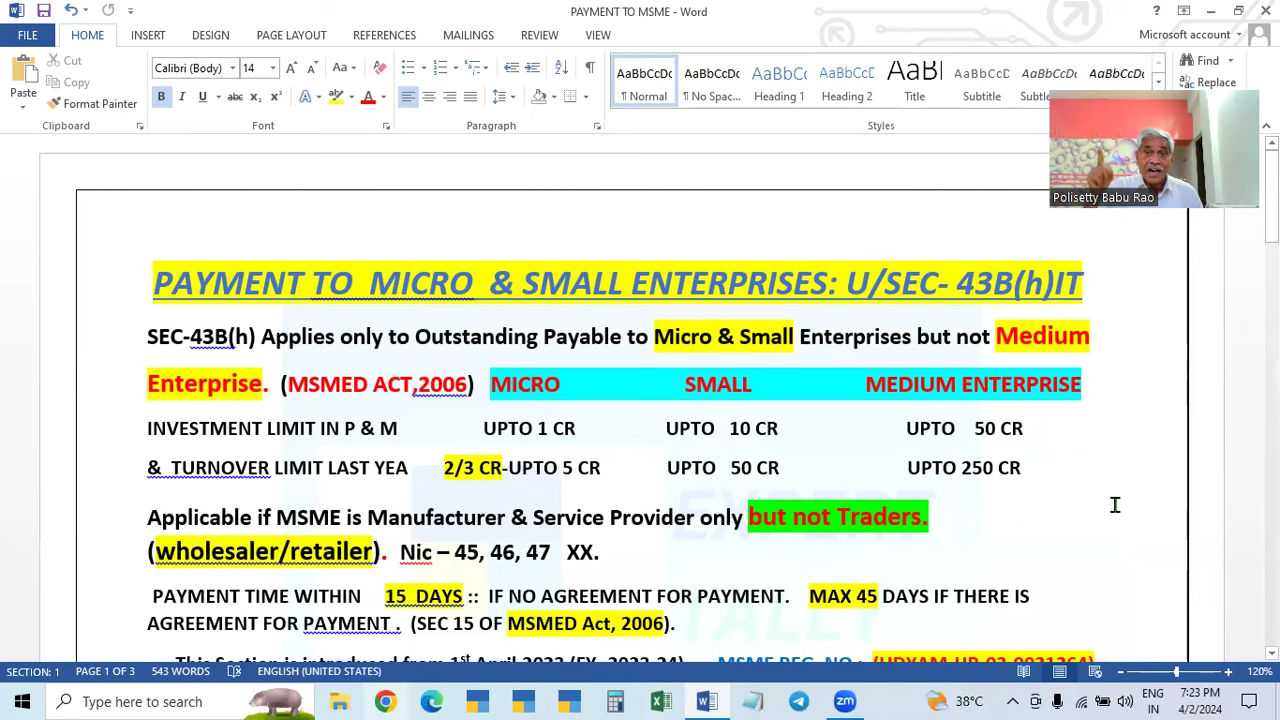 PAYMENT TO MSME - Word
Microsoft account
FILE HOME INSERT DESIGN PAGE LAYOUT REFERENCES MAILINGS REVIEW VIEW
Paste
Cut
Copy
Format Painter
Clipboard
Calibri (Body) 14
Font
Paragraph
AaBbCcDc AaBbCcDc AaBbCc AaBbCcC AaBl AaBbCcD AaBbCcDc AaBbCcDc
¶ Normal ¶ No Spac... Heading 1 Heading 2 Title Subtitle
Styles
Find
Replace
Polisetty Babu Rao
PAYMENT TO MICRO & SMALL ENTERPRISES: U/SEC- 43B(h)IT
SEC-43B(h) Applies only to Outstanding Payable to Micro & Small Enterprises but not Medium
Enterprise. (MSMED ACT,2006) MICRO SMALL MEDIUM ENTERPRISE
INVESTMENT LIMIT IN P & M UPTO 1 CR UPTO 10 CR UPTO 50 CR
& TURNOVER LIMIT LAST YEA 2/3 CR-UPTO 5 CR UPTO 50 CR UPTO 250 CR
Applicable if MSME is Manufacturer & Service Provider only but not Traders.
(wholesaler/retailer). Nic – 45, 46, 47 XX.
PAYMENT TIME WITHIN 15 DAYS :: IF NO AGREEMENT FOR PAYMENT. MAX 45 DAYS IF THERE IS
AGREEMENT FOR PAYMENT . (SEC 15 OF MSMED Act, 2006).
EXPERT
TALLY
SECTION: 1 PAGE 1 OF 3 543 WORDS ENGLISH (UNITED STATES) 120%
Type here to search
38°C
ENG
IN
7:23 PM
4/2/2024